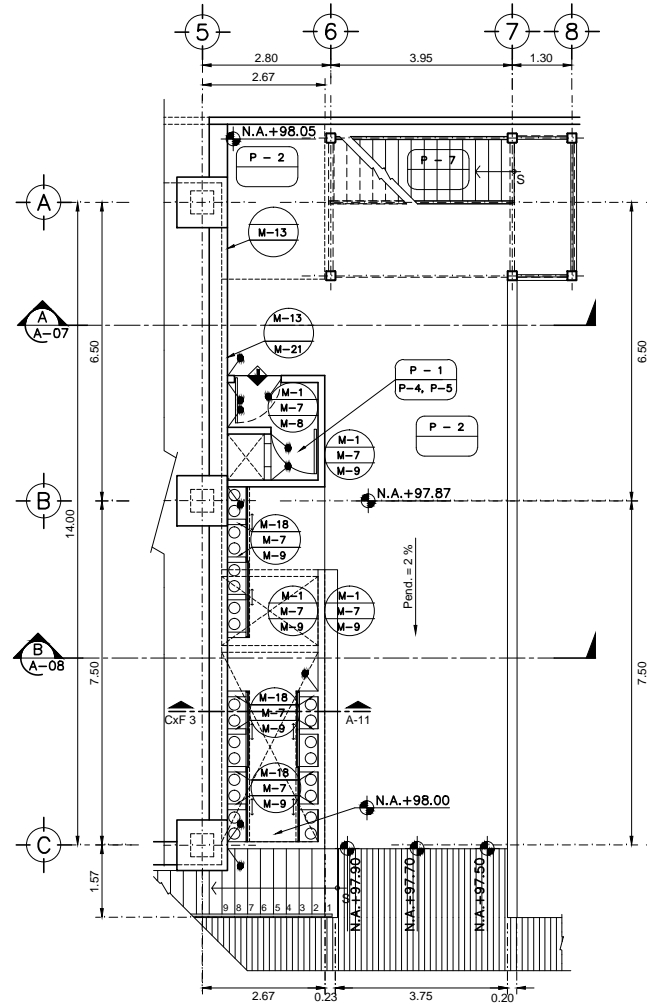 5 6 7 8
2.80 3.95 1.30
2.67
N.A.+98.05
P - 2
P - 7
S
A
M-13
A
A-07
M-13
M-21
6.50
6.50
P - 1
P-4, P-5
M-1
M-7
M-8
P - 2
M-1
M-7
M-9
B
N.A.+97.87
14.00
M-18
M-7
M-9
Pend. = 2 %
M-1
M-7
M-9
M-1
M-7
M-9
B
A-08
7.50
7.50
M-18
M-7
M-9
CxF 3
A-11
M-18
M-7
M-9
N.A.+98.00
C
N.A.+97.90
N.A.+97.70
N.A.+97.50
1.57
S
9 8 7 6 5 4 3 2 1
2.67 0.23 3.75 0.20